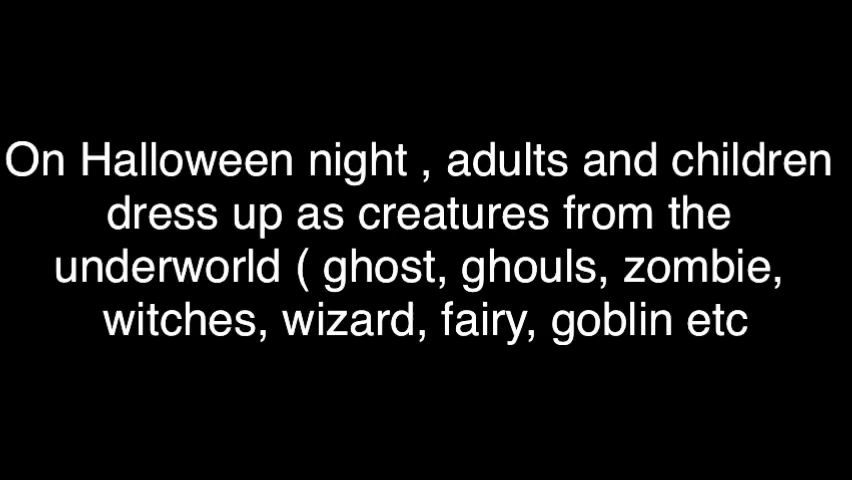 On Halloween night , adults and children
dress up as creatures from the
underworld ( ghost, ghouls, zombie,
witches, wizard, fairy, goblin etc